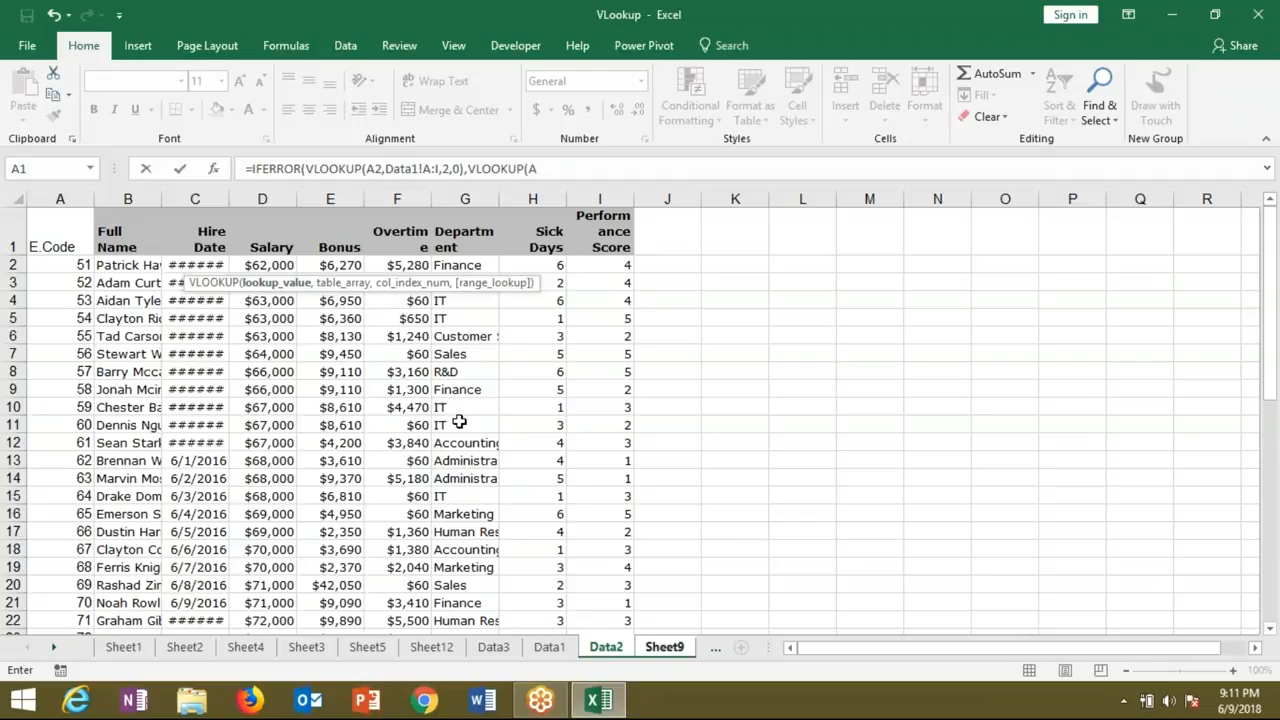 VLookup - Excel
Sign in
File Home Insert Page Layout Formulas Data Review View Developer Help Power Pivot Search Share
Paste
11
Wrap Text
General
AutoSum
Merge & Center
Conditional Formatting
Format as Table
Cell Styles
Insert
Delete
Format
Fill
Clear
Sort & Filter
Find & Select
Draw with Touch
Clipboard Font Alignment Number Styles Cells Editing New Group
A1 =IFERROR(VLOOKUP(A2,Data1!A:I,2,0),VLOOKUP(A
A B C D E F G H I J K L M N O P Q R
1 E.Code Full Name Hire Date Salary Bonus Overtim e Departm ent Sick Days Perform ance Score
2 51 Patrick Ha ###### $62,000 $6,270 $5,280 Finance 6 4
3 52 Adam Curt ## VLOOKUP(lookup_value, table_array, col_index_num, [range_lookup]) 2 4
4 53 Aidan Tyle ###### $63,000 $6,950 $60 IT 6 4
5 54 Clayton Ric ###### $63,000 $6,360 $650 IT 1 5
6 55 Tad Carso ###### $63,000 $8,130 $1,240 Customer 3 2
7 56 Stewart W ###### $64,000 $9,450 $60 Sales 5 5
8 57 Barry Mcca ###### $66,000 $9,110 $3,160 R&D 6 5
9 58 Jonah Mcir ###### $66,000 $9,110 $1,300 Finance 5 2
10 59 Chester Ba ###### $67,000 $8,610 $4,470 IT 1 3
11 60 Dennis Ngu ###### $67,000 $8,610 $60 IT 3 2
12 61 Sean Stark ###### $67,000 $4,200 $3,840 Accounting 4 3
13 62 Brennan W 6/1/2016 $68,000 $3,610 $60 Administra 4 1
14 63 Marvin Mos 6/2/2016 $68,000 $9,370 $5,180 Administra 5 1
15 64 Drake Dom 6/3/2016 $68,000 $6,810 $60 IT 1 3
16 65 Emerson S 6/4/2016 $69,000 $4,950 $60 Marketing 6 5
17 66 Dustin Har 6/5/2016 $69,000 $2,350 $1,360 Human Res 4 2
18 67 Clayton Co 6/6/2016 $70,000 $3,690 $1,380 Accounting 1 3
19 68 Ferris Knig 6/7/2016 $70,000 $2,370 $2,040 Marketing 3 4
20 69 Rashad Zir 6/8/2016 $71,000 $42,050 $60 Sales 2 3
21 70 Noah Rowl 6/9/2016 $71,000 $9,090 $3,410 Finance 3 1
22 71 Graham Gil ###### $72,000 $9,890 $5,500 Human Res 3 3
Sheet1 Sheet2 Sheet4 Sheet3 Sheet5 Sheet12 Data3 Data1 Data2 Sheet9 ...
Enter 100%
9:11 PM
6/9/2018